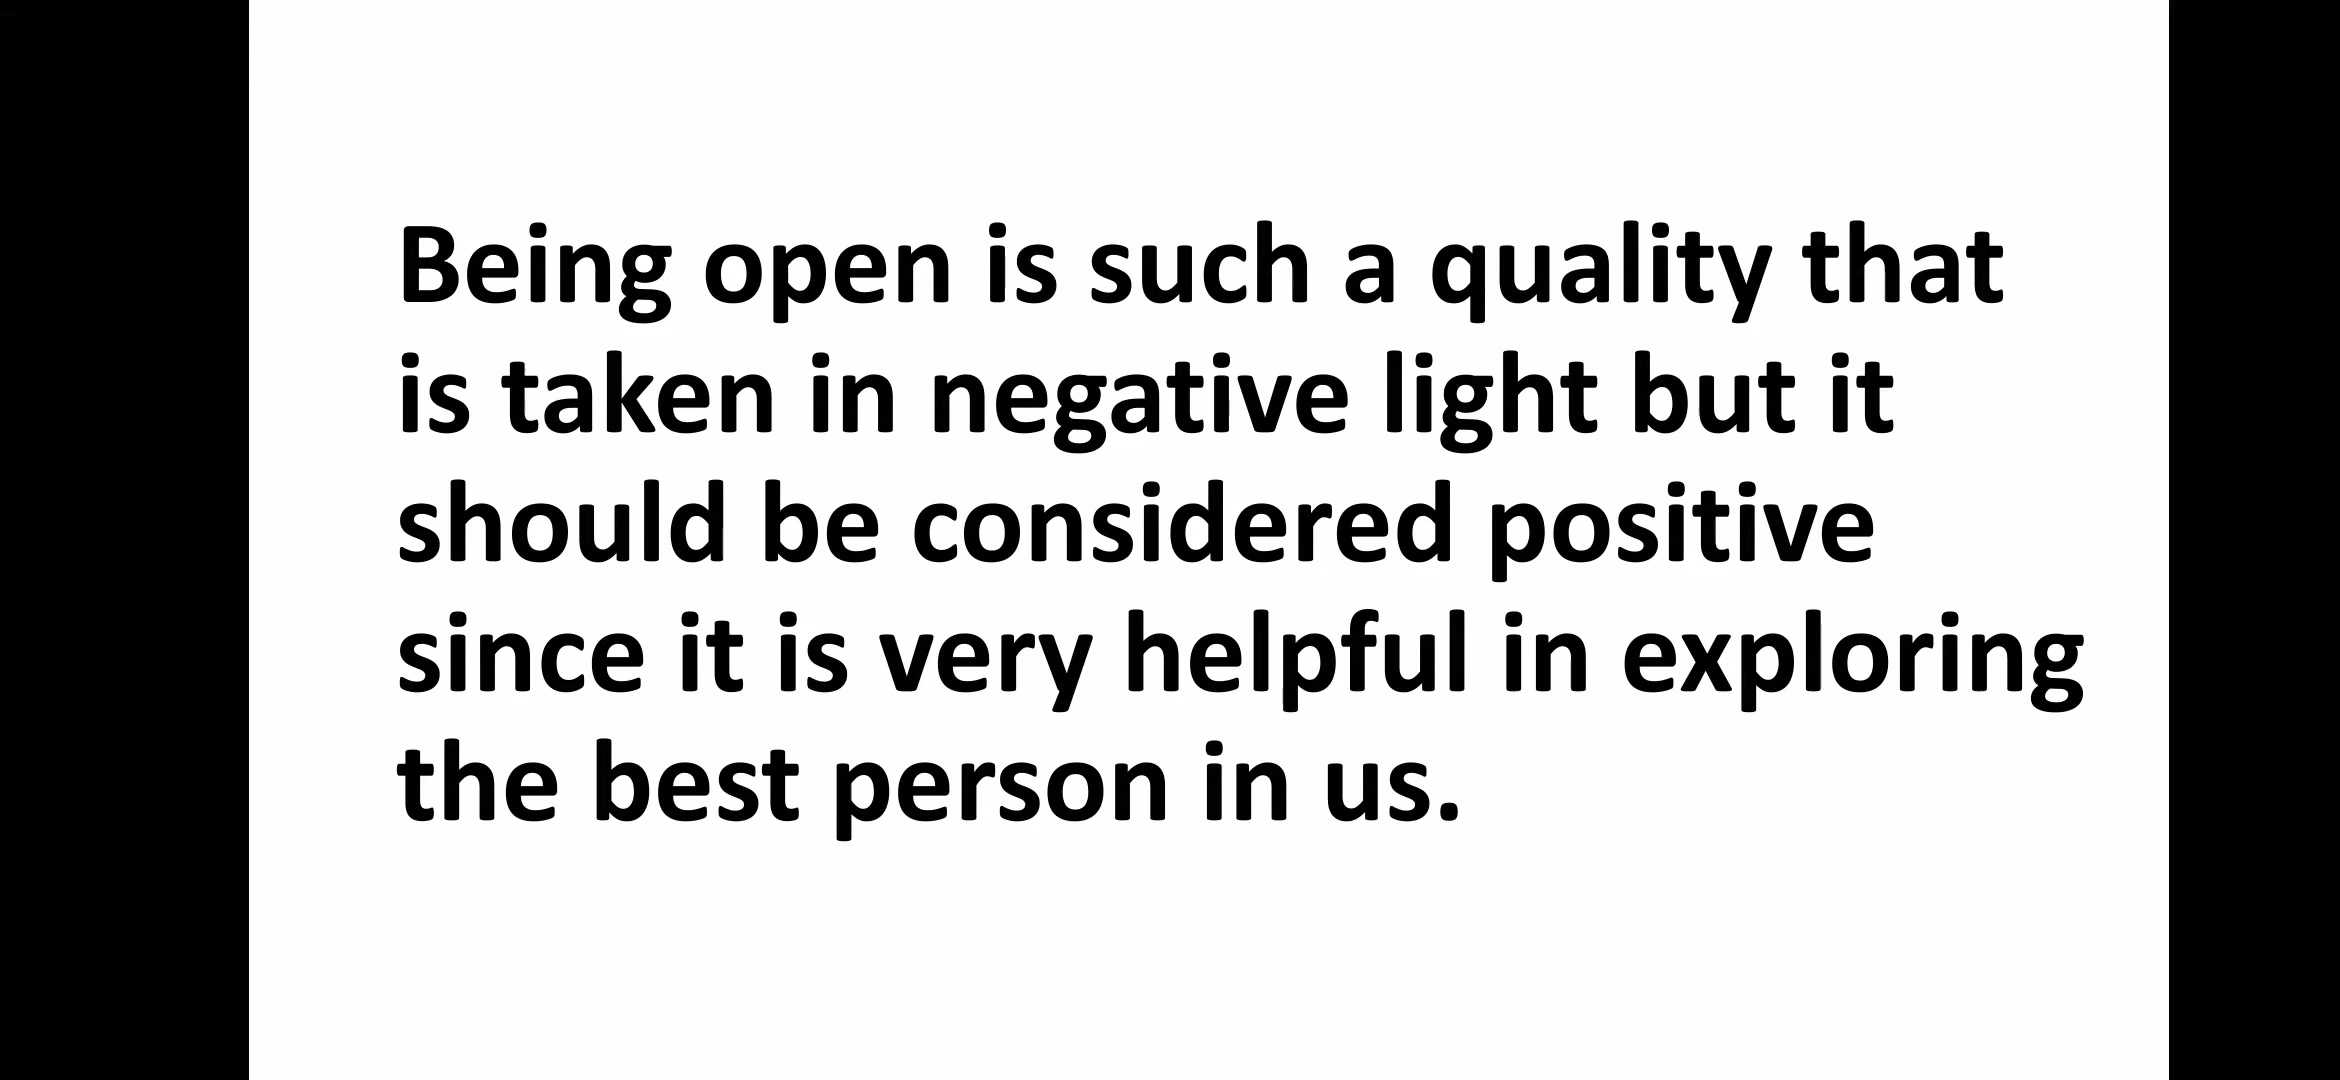 Being open is such a quality that
is taken in negative light but it
should be considered positive
since it is very helpful in exploring
the best person in us.